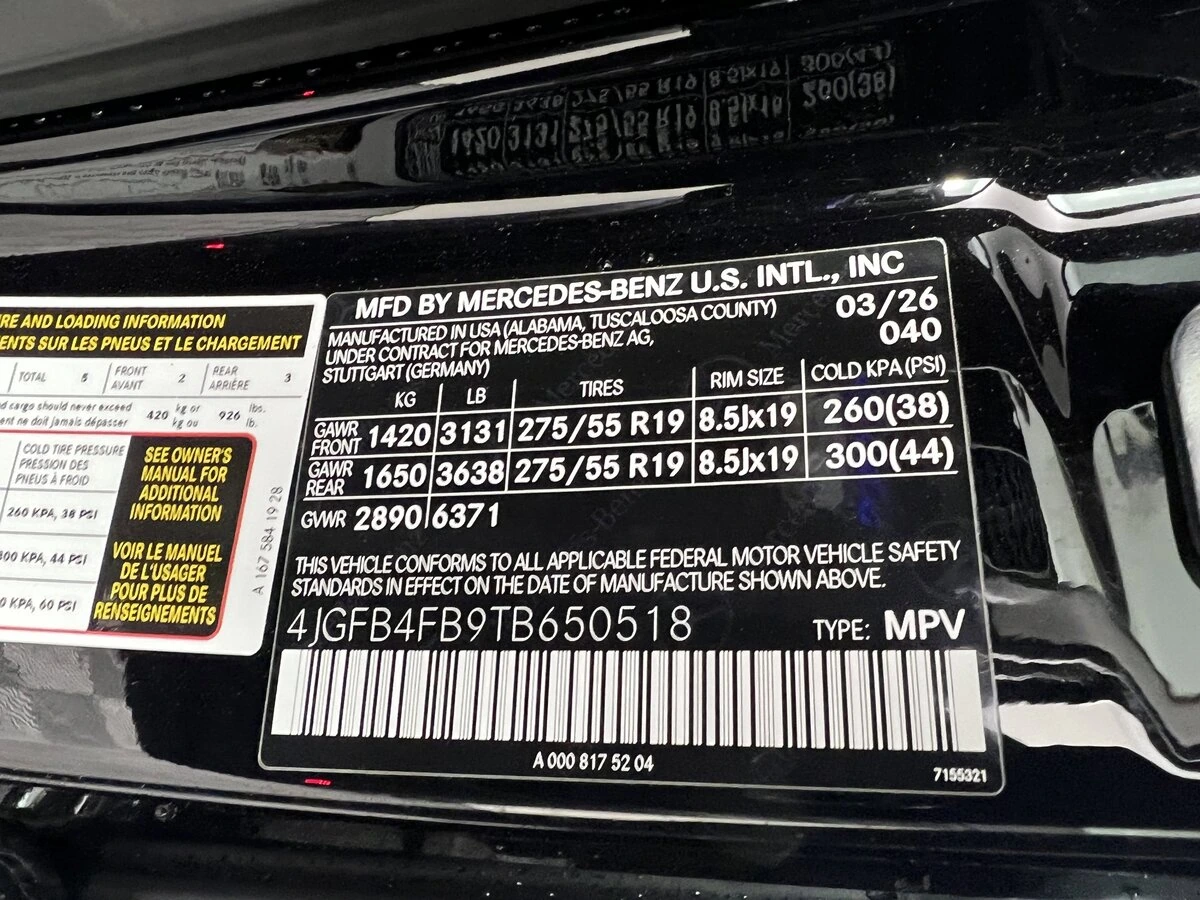 RE AND LOADING INFORMATION
ENTS SUR LES PNEUS ET LE CHARGEMENT
TOTAL 5 FRONT AVANT 2 REAR ARRIÈRE 3
cargo should never exceed 420 kg or 926 lbs.
ent ne doit jamais dépasser kg ou lb.
COLD TIRE PRESSURE
PRESSION DES
PNEUS À FROID
260 KPA, 38 PSI
300 KPA, 44 PSI
0 KPA, 60 PSI
SEE OWNER'S
MANUAL FOR
ADDITIONAL
INFORMATION
VOIR LE MANUEL
DE L'USAGER
POUR PLUS DE
RENSEIGNEMENTS
A 167 584 19 28
MFD BY MERCEDES-BENZ U.S. INTL., INC
MANUFACTURED IN USA (ALABAMA, TUSCALOOSA COUNTY) 03/26
UNDER CONTRACT FOR MERCEDES-BENZ AG, 040
STUTTGART (GERMANY)
KG LB TIRES RIM SIZE COLD KPA (PSI)
GAWR FRONT 1420 3131 275/55 R19 8.5Jx19 260(38)
GAWR REAR 1650 3638 275/55 R19 8.5Jx19 300(44)
GVWR 2890 6371
THIS VEHICLE CONFORMS TO ALL APPLICABLE FEDERAL MOTOR VEHICLE SAFETY
STANDARDS IN EFFECT ON THE DATE OF MANUFACTURE SHOWN ABOVE.
4JGFB4FB9TB650518 TYPE: MPV
A 000 817 52 04
7155321